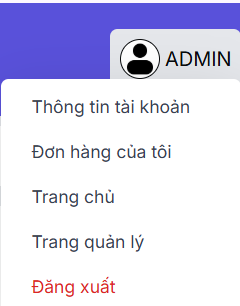 ADMIN
Thông tin tài khoản
Đơn hàng của tôi
Trang chủ
Trang quản lý
Đăng xuất